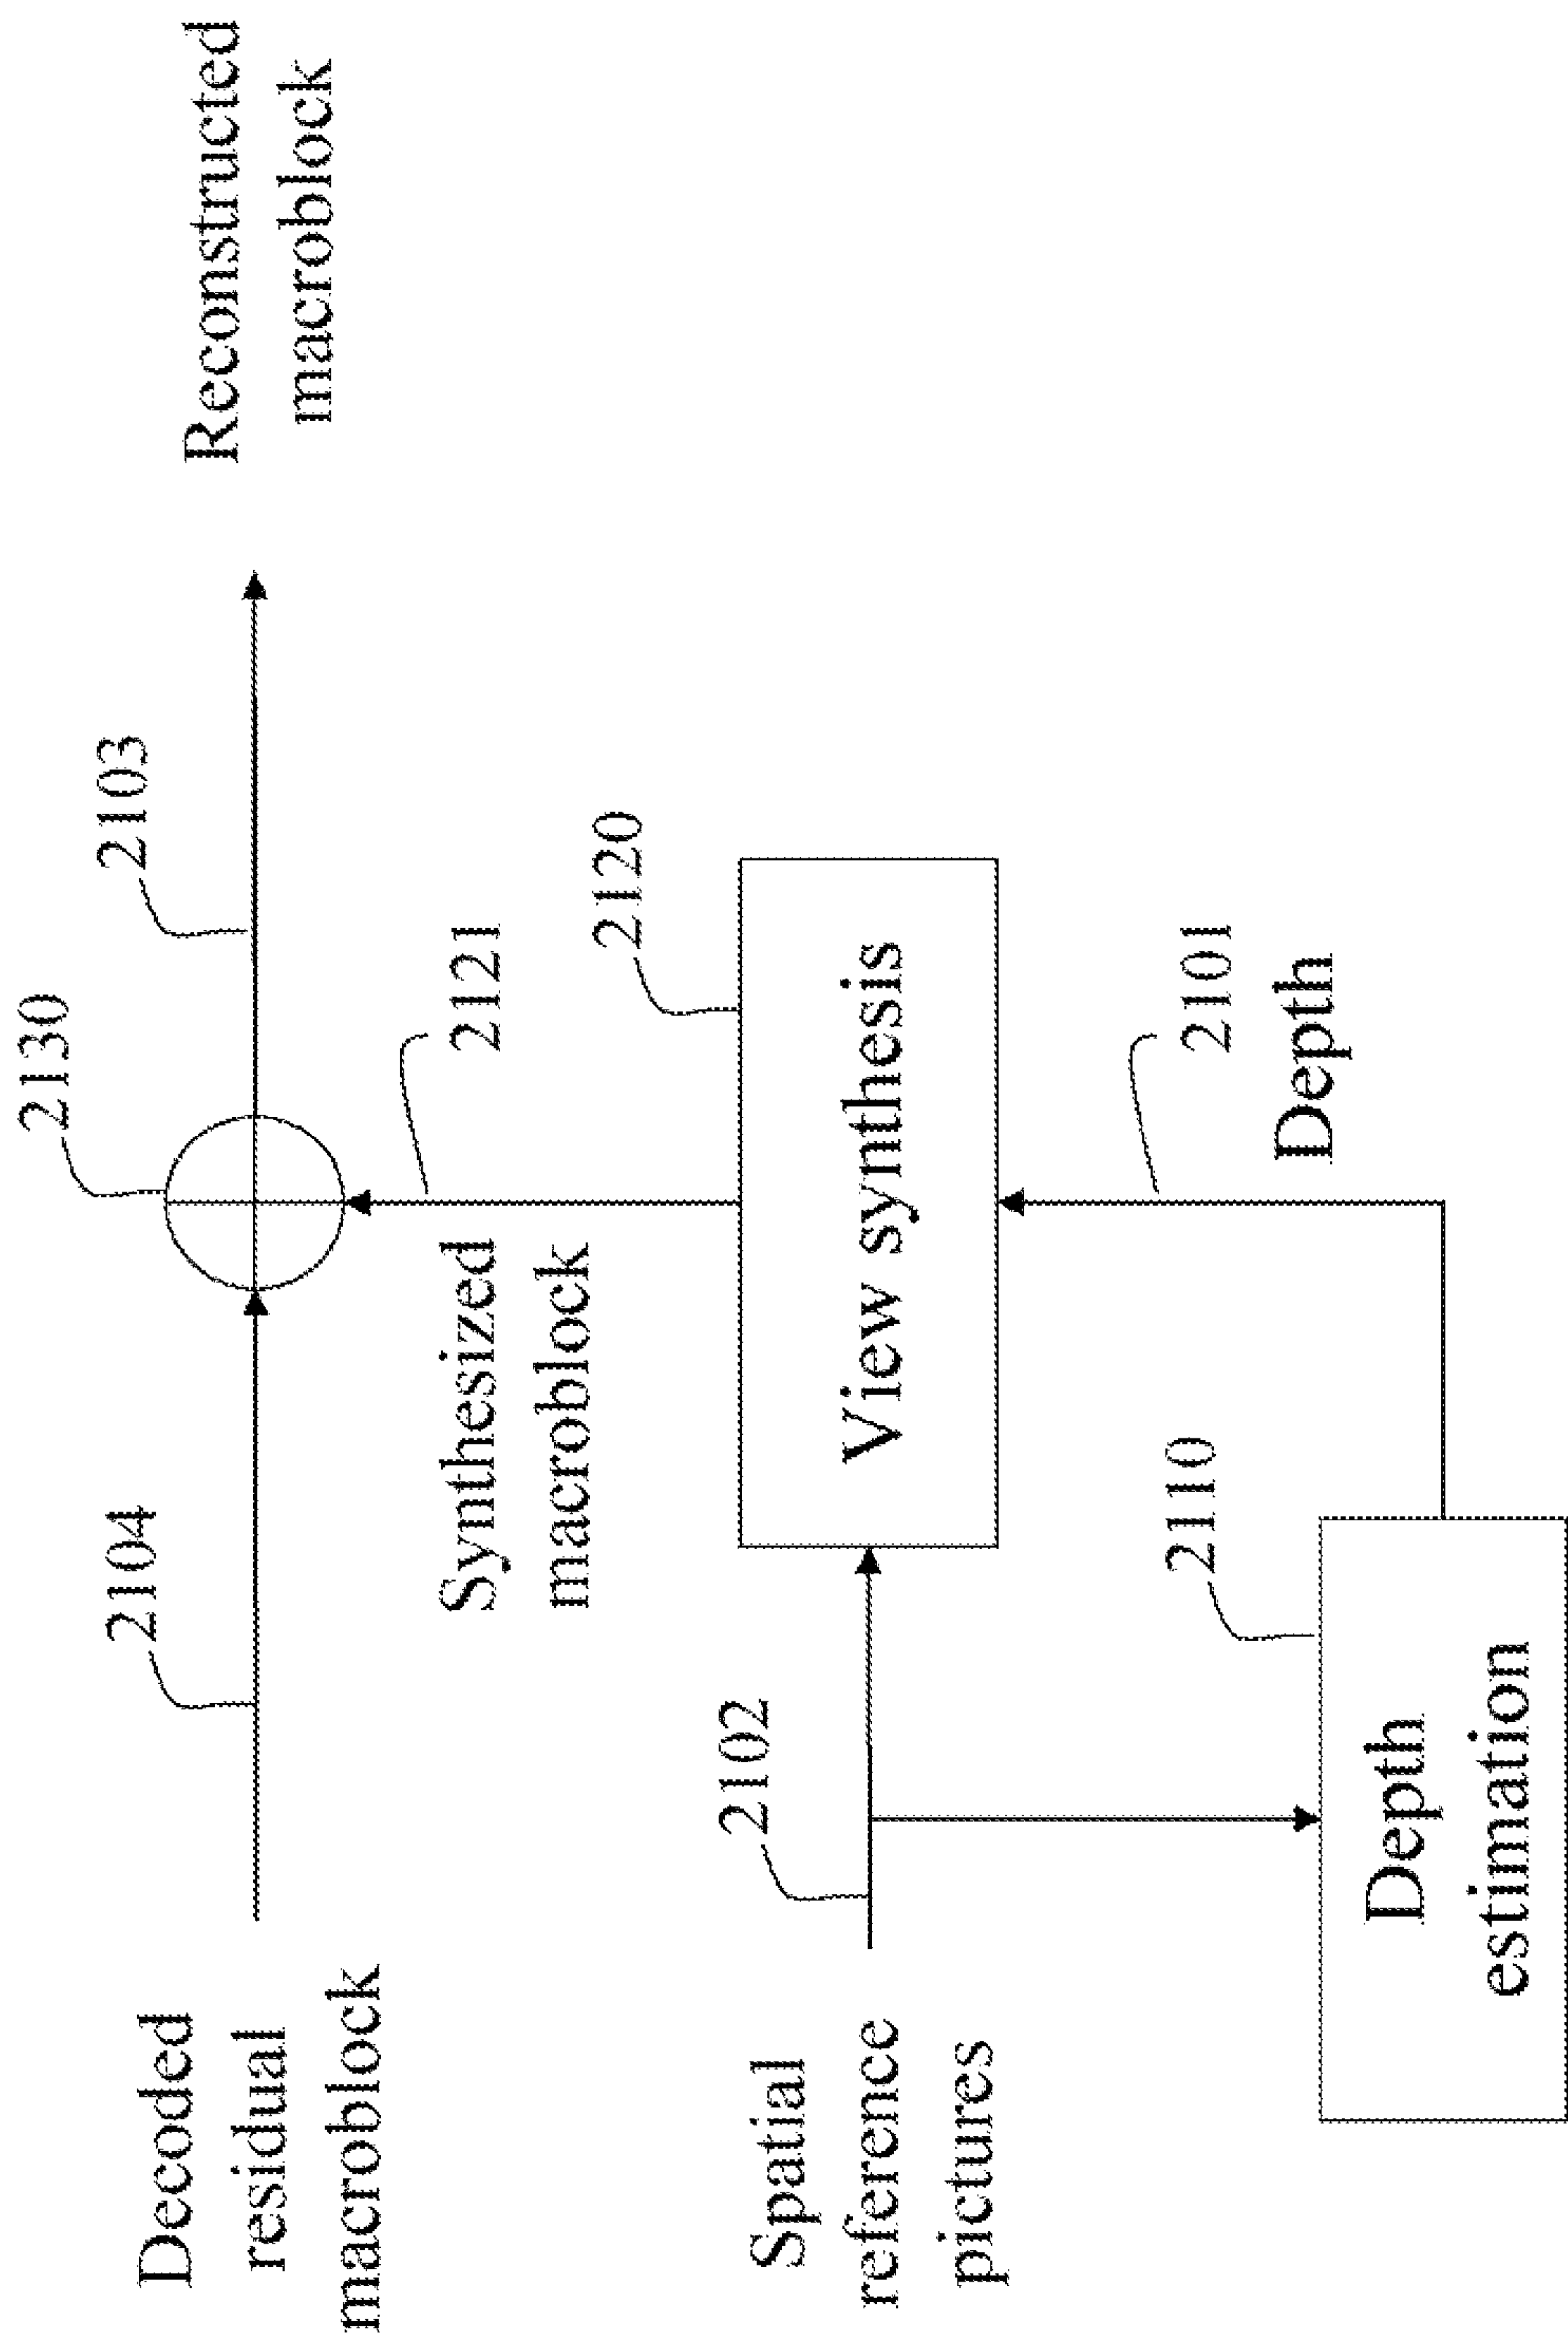 2130
2104
2103
Decoded
residual
macroblock
Reconstructed
macroblock
Synthesized
macroblock
2121
2120
2102
Spatial
reference
pictures
View synthesis
2110
2101
Depth
Depth
estimation